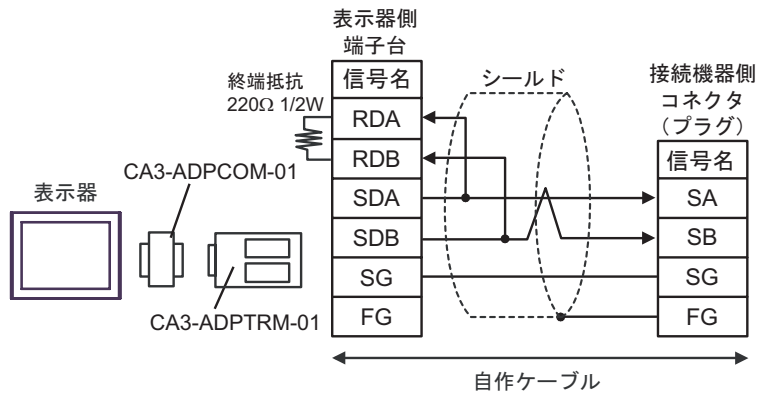 表示器側
端子台
信号名
RDA
RDB
SDA
SDB
SG
FG
終端抵抗
220Ω 1/2W
シールド
接続機器側
コネクタ
（プラグ）
信号名
SA
SB
SG
FG
CA3-ADPCOM-01
表示器
CA3-ADPTRM-01
自作ケーブル